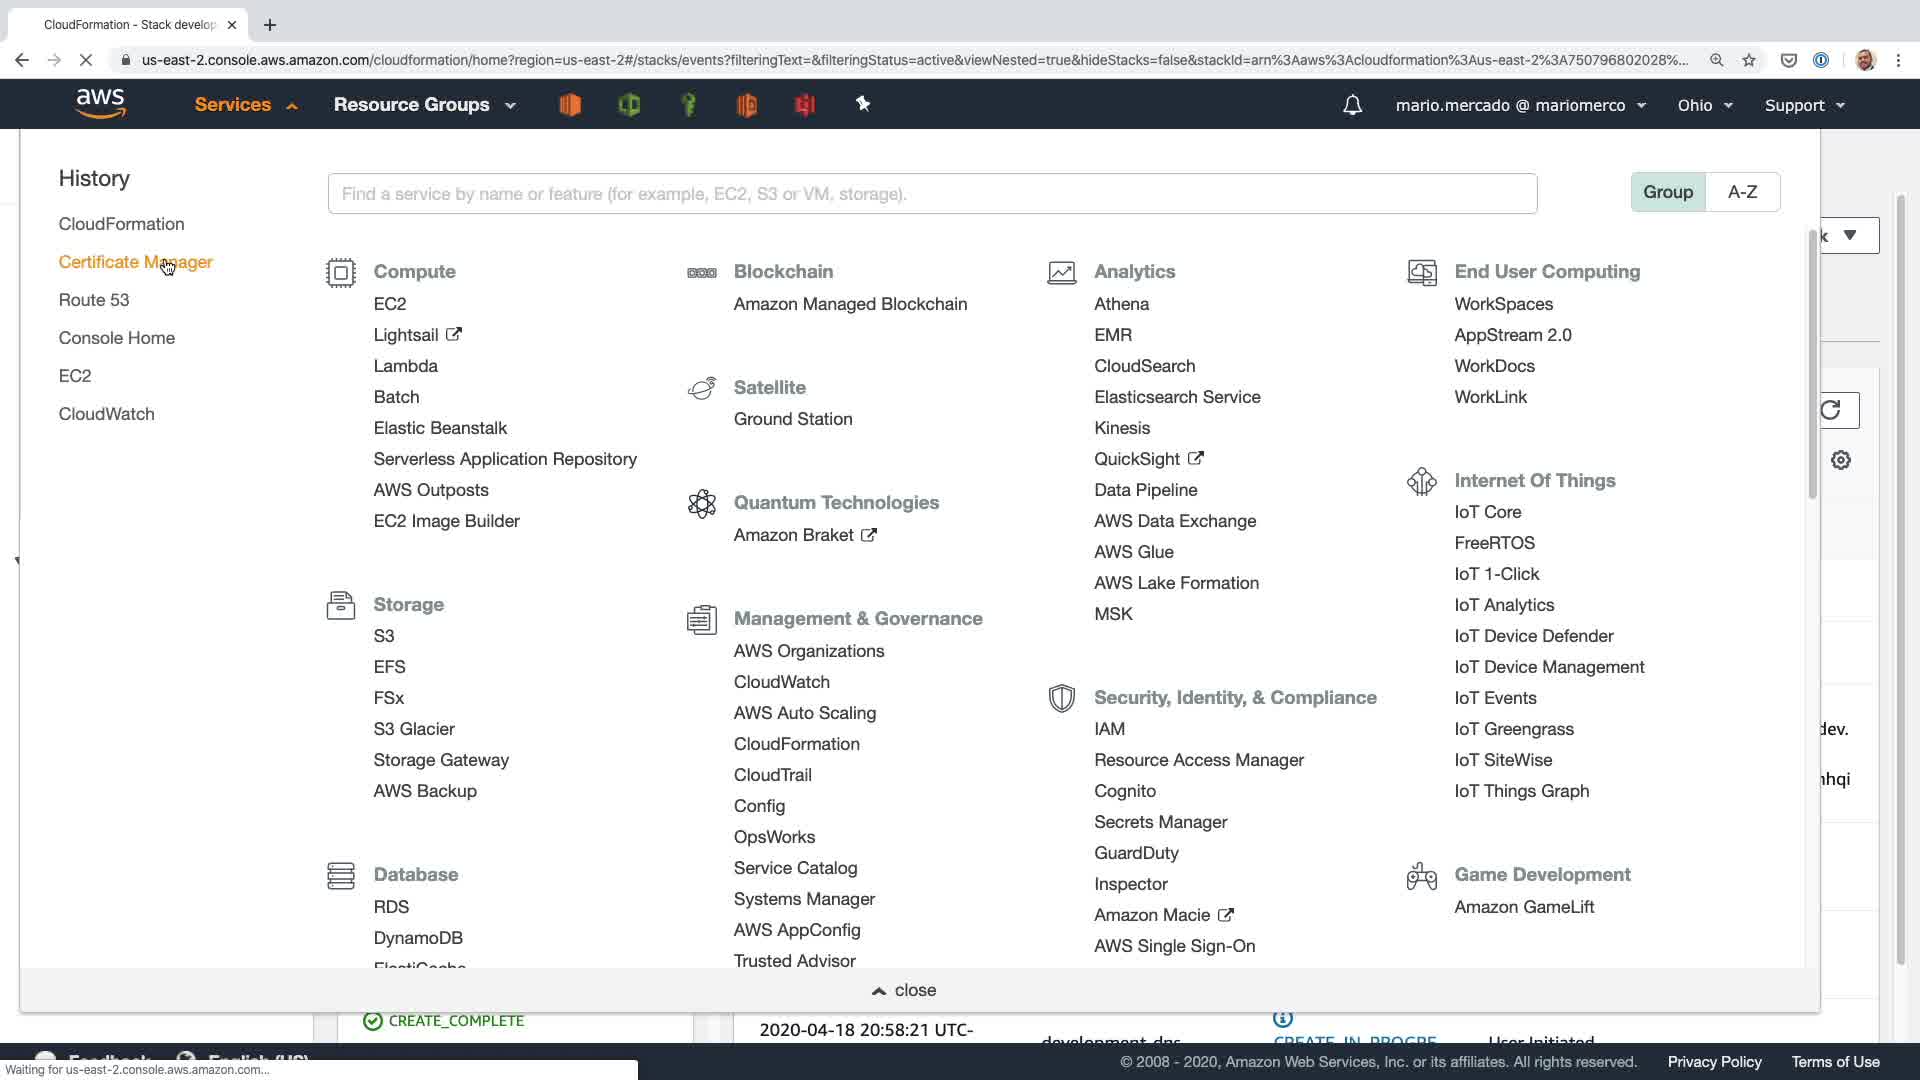 CloudFormation - Stack develop
us-east-2.console.aws.amazon.com/cloudformation/home?region=us-east-2#/stacks/events?filteringText=&filteringStatus=active&viewNested=true&hideStacks=false&stackId=arn%3Aaws%3Acloudformation%3Aus-east-2%3A750796802028%...
aws
Services
Resource Groups
mario.mercado @ mariomerco
Ohio
Support
History
CloudFormation
Certificate Manager
Route 53
Console Home
EC2
CloudWatch
Find a service by name or feature (for example, EC2, S3 or VM, storage).
Group
A-Z
Compute
EC2
Lightsail
Lambda
Batch
Elastic Beanstalk
Serverless Application Repository
AWS Outposts
EC2 Image Builder
Storage
S3
EFS
FSx
S3 Glacier
Storage Gateway
AWS Backup
Database
RDS
DynamoDB
ElastiCache
Blockchain
Amazon Managed Blockchain
Satellite
Ground Station
Quantum Technologies
Amazon Braket
Management & Governance
AWS Organizations
CloudWatch
AWS Auto Scaling
CloudFormation
CloudTrail
Config
OpsWorks
Service Catalog
Systems Manager
AWS AppConfig
Trusted Advisor
Analytics
Athena
EMR
CloudSearch
Elasticsearch Service
Kinesis
QuickSight
Data Pipeline
AWS Data Exchange
AWS Glue
AWS Lake Formation
MSK
Security, Identity, & Compliance
IAM
Resource Access Manager
Cognito
Secrets Manager
GuardDuty
Inspector
Amazon Macie
AWS Single Sign-On
End User Computing
WorkSpaces
AppStream 2.0
WorkDocs
WorkLink
Internet Of Things
IoT Core
FreeRTOS
IoT 1-Click
IoT Analytics
IoT Device Defender
IoT Device Management
IoT Events
IoT Greengrass
IoT SiteWise
IoT Things Graph
Game Development
Amazon GameLift
k
dev.
nhqi
close
CREATE_COMPLETE
2020-04-18 20:58:21 UTC-
development-dns
CREATE_IN_PROGRE
User Initiated
Feedback
English (US)
© 2008 - 2020, Amazon Web Services, Inc. or its affiliates. All rights reserved.
Privacy Policy
Terms of Use
Waiting for us-east-2.console.aws.amazon.com...